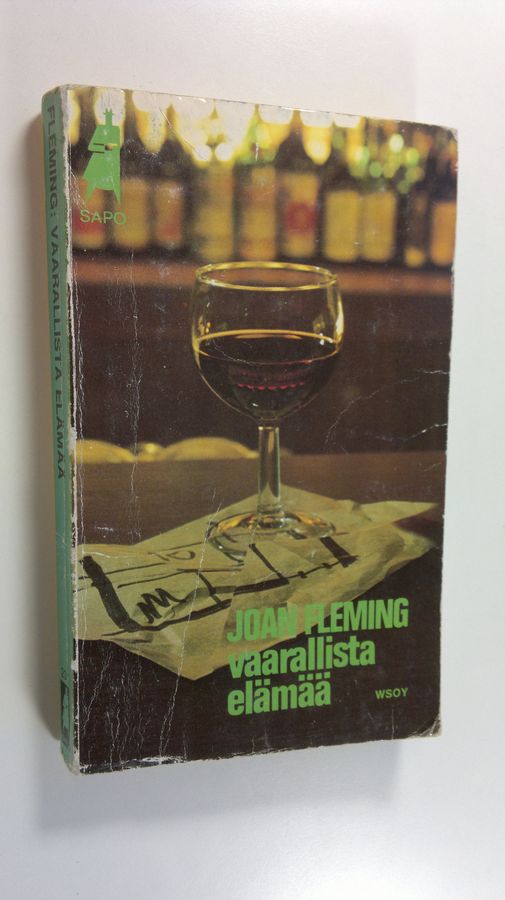 SAPO
FLEMING: VAARALLISTA ELÄMÄÄ
JOAN FLEMING
vaarallista
elämää
WSOY